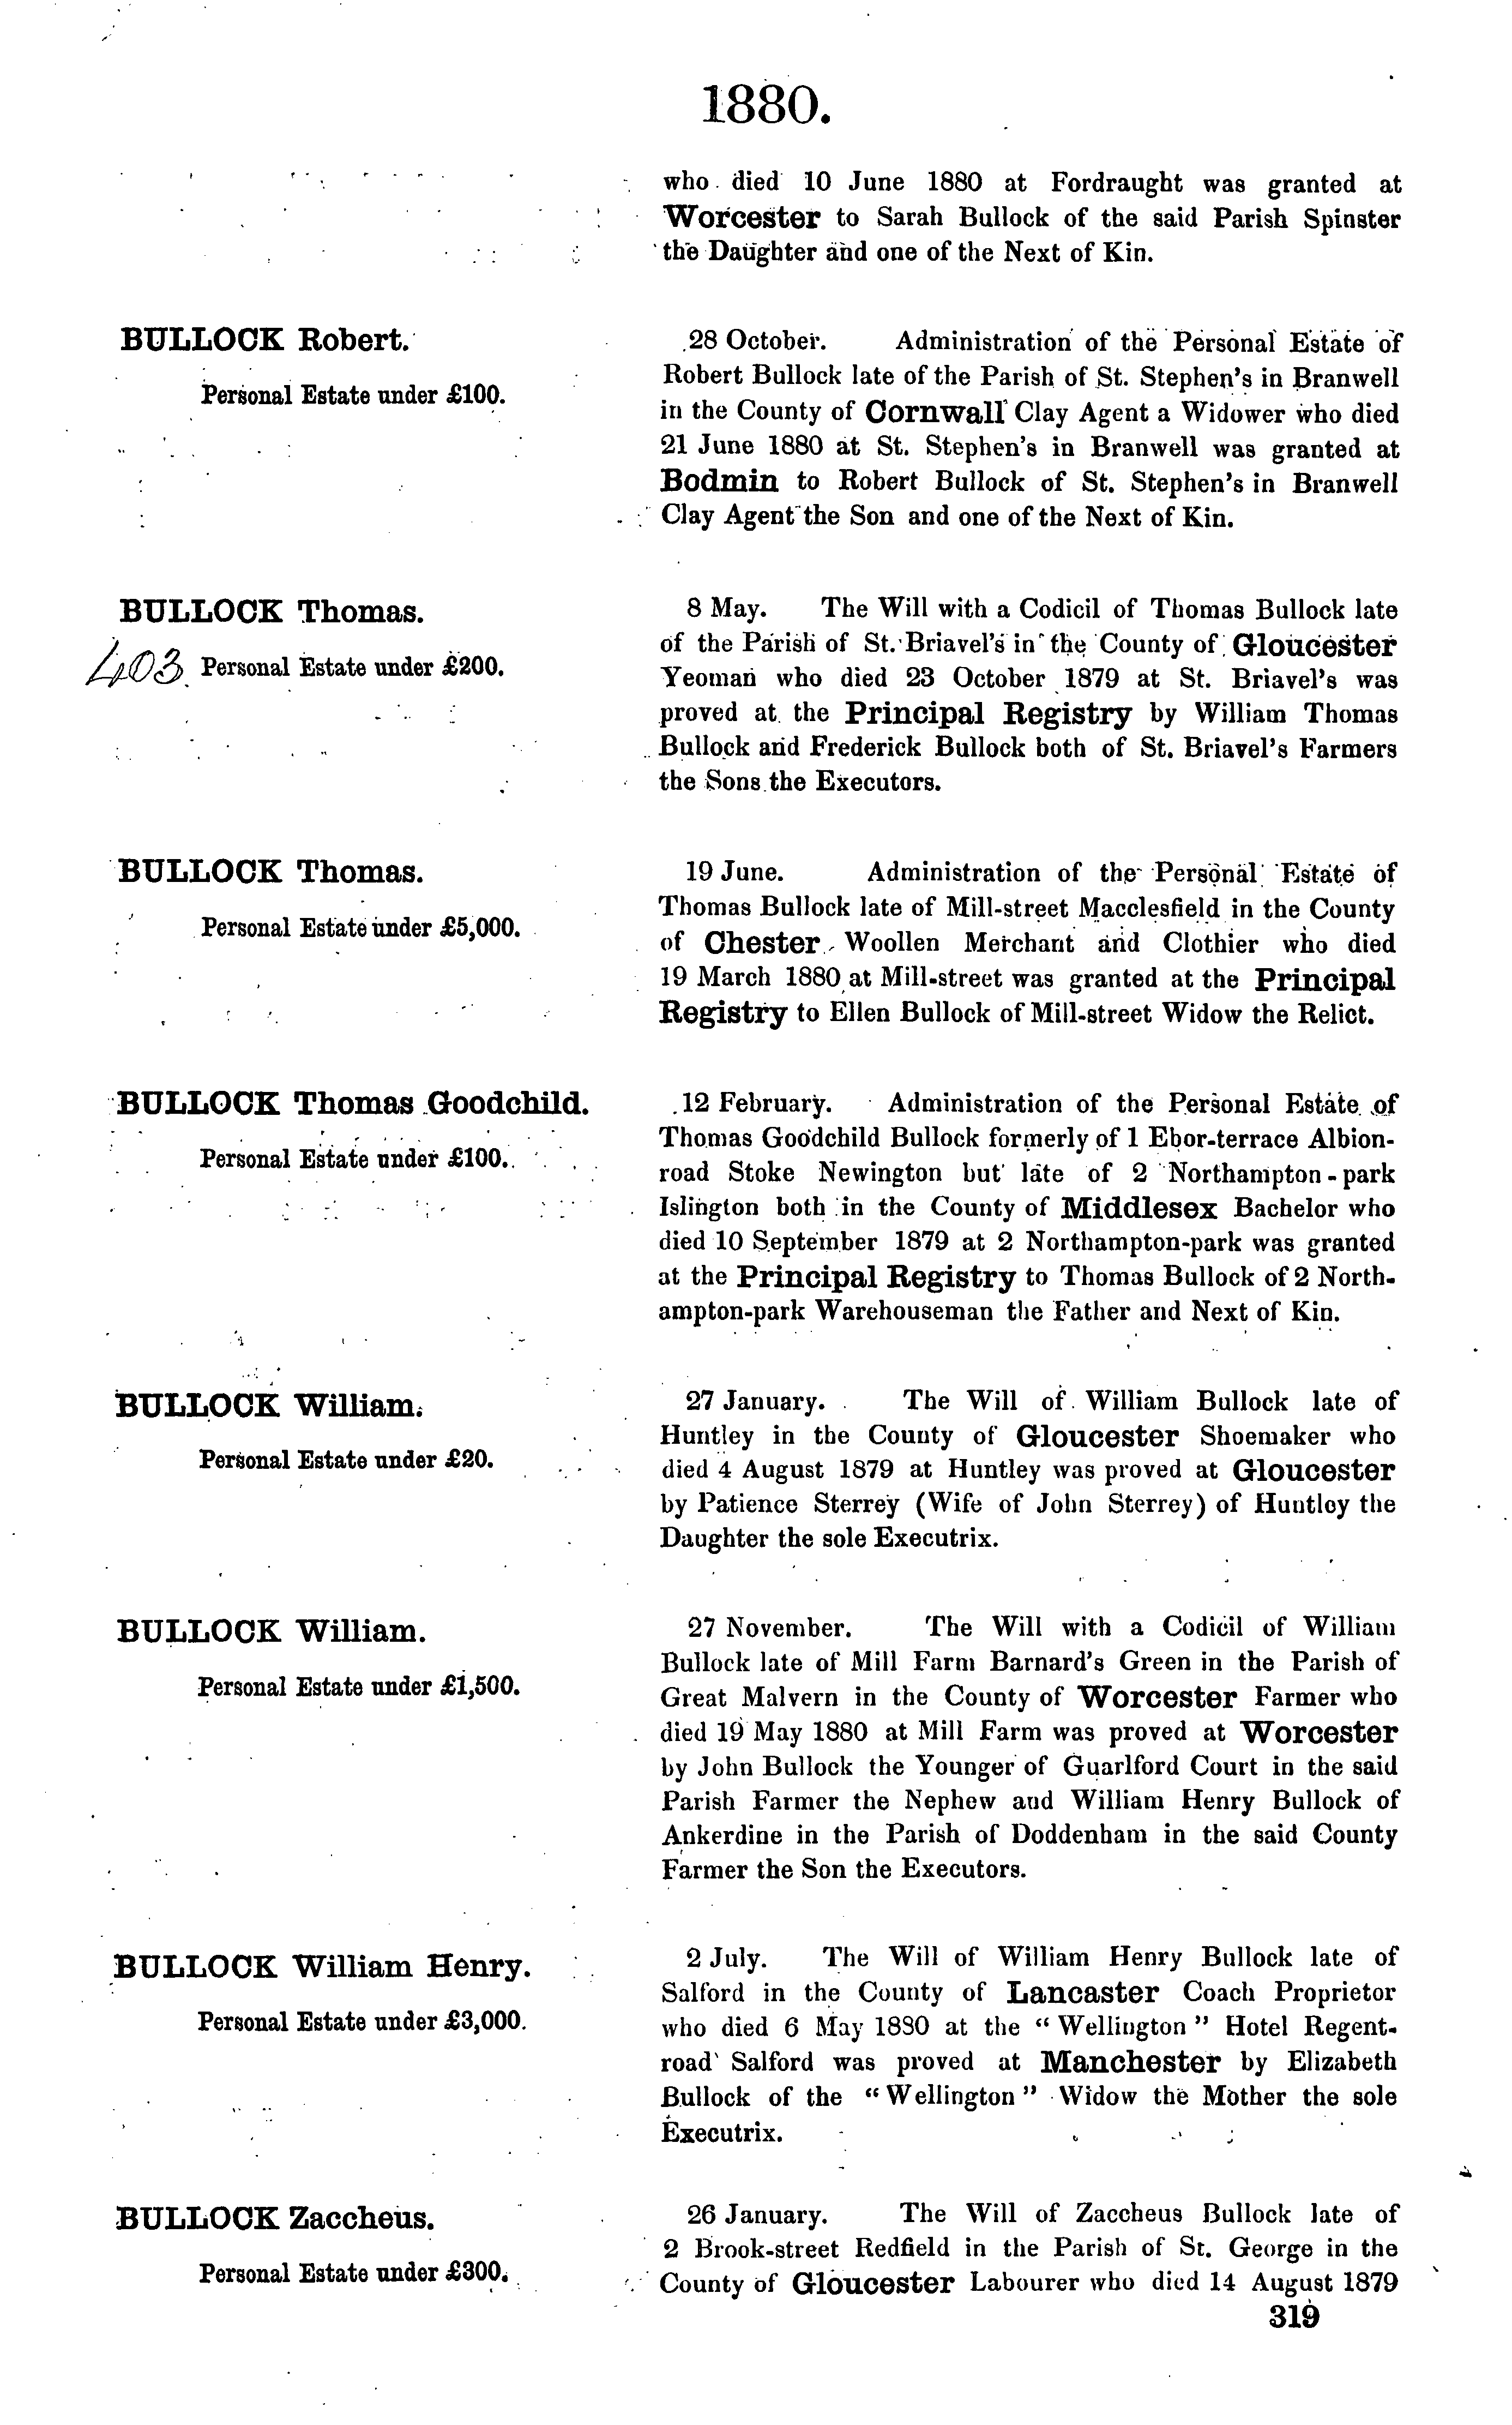 1880.
who died 10 June 1880 at Fordraught was granted at
Worcester to Sarah Bullock of the said Parish Spinster
the Daughter and one of the Next of Kin.
BULLOCK Robert.
Personal Estate under £100.
28 October. Administration of the Personal Estate of
Robert Bullock late of the Parish of St. Stephen's in Branwell
in the County of Cornwall Clay Agent a Widower who died
21 June 1880 at St. Stephen's in Branwell was granted at
Bodmin to Robert Bullock of St. Stephen's in Branwell
Clay Agent the Son and one of the Next of Kin.
BULLOCK Thomas.
403 Personal Estate under £200.
8 May. The Will with a Codicil of Thomas Bullock late
of the Parish of St. Briavel's in the County of Gloucester
Yeoman who died 23 October 1879 at St. Briavel's was
proved at the Principal Registry by William Thomas
Bullock and Frederick Bullock both of St. Briavel's Farmers
the Sons the Executors.
BULLOCK Thomas.
Personal Estate under £5,000.
19 June. Administration of the Personal Estate of
Thomas Bullock late of Mill-street Macclesfield in the County
of Chester Woollen Merchant and Clothier who died
19 March 1880 at Mill-street was granted at the Principal
Registry to Ellen Bullock of Mill-street Widow the Relict.
BULLOCK Thomas Goodchild.
Personal Estate under £100.
12 February. Administration of the Personal Estate of
Thomas Goodchild Bullock formerly of 1 Ebor-terrace Albion-
road Stoke Newington but late of 2 Northampton-park
Islington both in the County of Middlesex Bachelor who
died 10 September 1879 at 2 Northampton-park was granted
at the Principal Registry to Thomas Bullock of 2 North-
ampton-park Warehouseman the Father and Next of Kin.
BULLOCK William.
Personal Estate under £20.
27 January. The Will of William Bullock late of
Huntley in the County of Gloucester Shoemaker who
died 4 August 1879 at Huntley was proved at Gloucester
by Patience Sterrey (Wife of John Sterrey) of Huntley the
Daughter the sole Executrix.
BULLOCK William.
Personal Estate under £1,500.
27 November. The Will with a Codicil of William
Bullock late of Mill Farm Barnard's Green in the Parish of
Great Malvern in the County of Worcester Farmer who
died 19 May 1880 at Mill Farm was proved at Worcester
by John Bullock the Younger of Guarlford Court in the said
Parish Farmer the Nephew and William Henry Bullock of
Ankerdine in the Parish of Doddenham in the said County
Farmer the Son the Executors.
BULLOCK William Henry.
Personal Estate under £3,000.
2 July. The Will of William Henry Bullock late of
Salford in the County of Lancaster Coach Proprietor
who died 6 May 1880 at the "Wellington" Hotel Regent-
road Salford was proved at Manchester by Elizabeth
Bullock of the "Wellington" Widow the Mother the sole
Executrix.
BULLOCK Zaccheus.
Personal Estate under £300.
26 January. The Will of Zaccheus Bullock late of
2 Brook-street Redfield in the Parish of St. George in the
County of Gloucester Labourer who died 14 August 1879
319